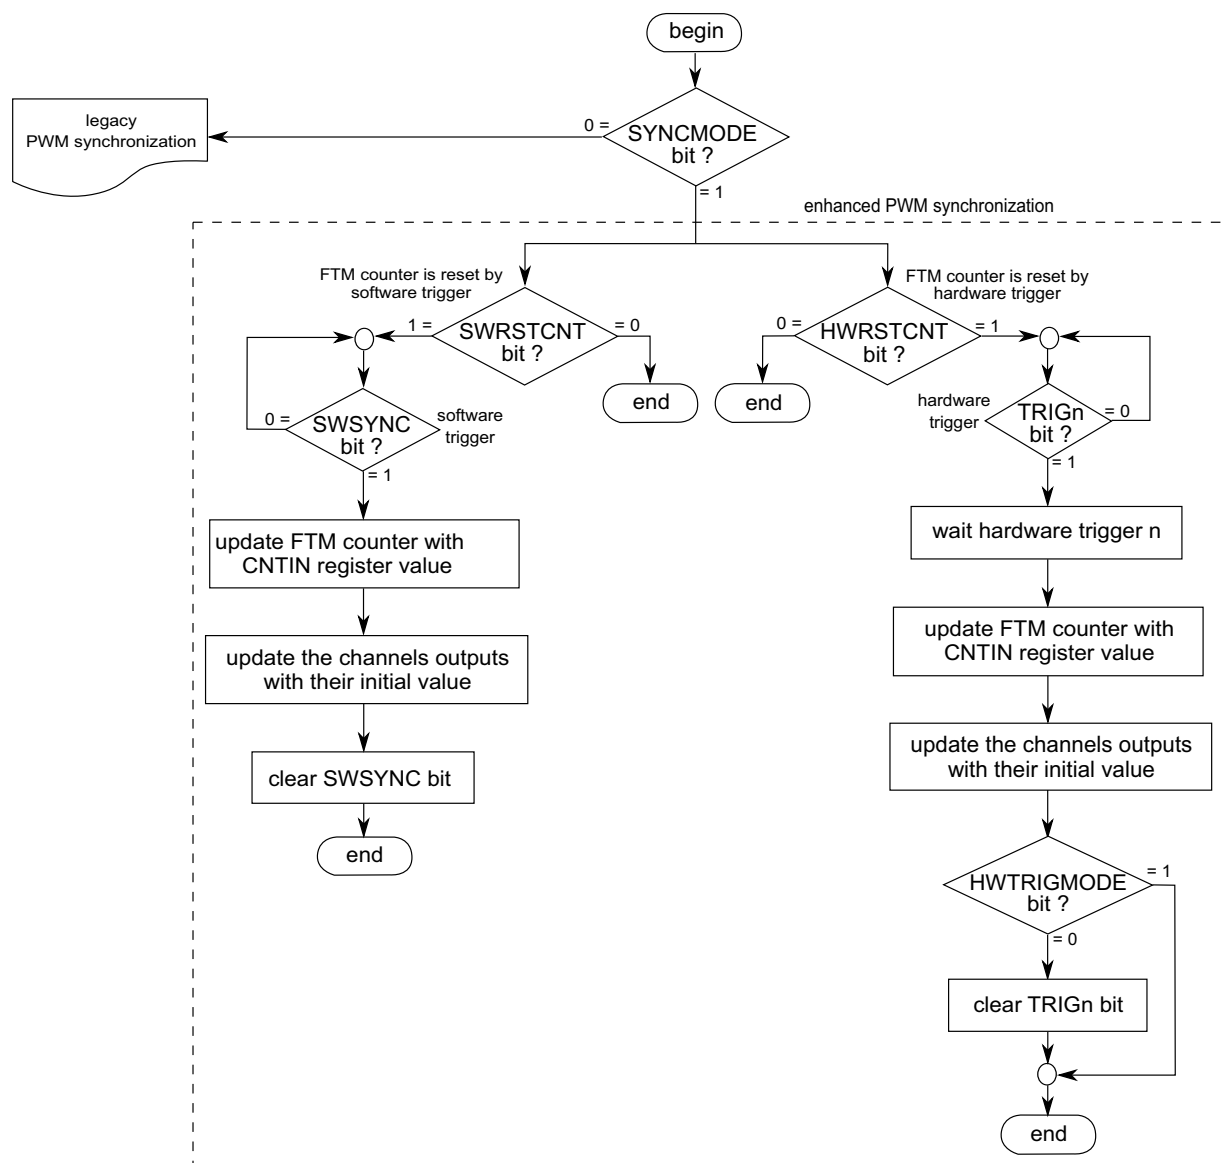 begin
legacy
PWM synchronization
0 =
SYNCMODE
bit ?
= 1
enhanced PWM synchronization
FTM counter is reset by
software trigger
1 =
SWRSTCNT
bit ?
= 0
end
FTM counter is reset by
hardware trigger
0 =
HWRSTCNT
bit ?
= 1
end
0 =
SWSYNC
bit ?
software
trigger
= 1
hardware
trigger
TRIGn
bit ?
= 0
= 1
update FTM counter with
CNTIN register value
update the channels outputs
with their initial value
clear SWSYNC bit
end
wait hardware trigger n
update FTM counter with
CNTIN register value
update the channels outputs
with their initial value
HWTRIGMODE
bit ?
= 1
= 0
clear TRIGn bit
end